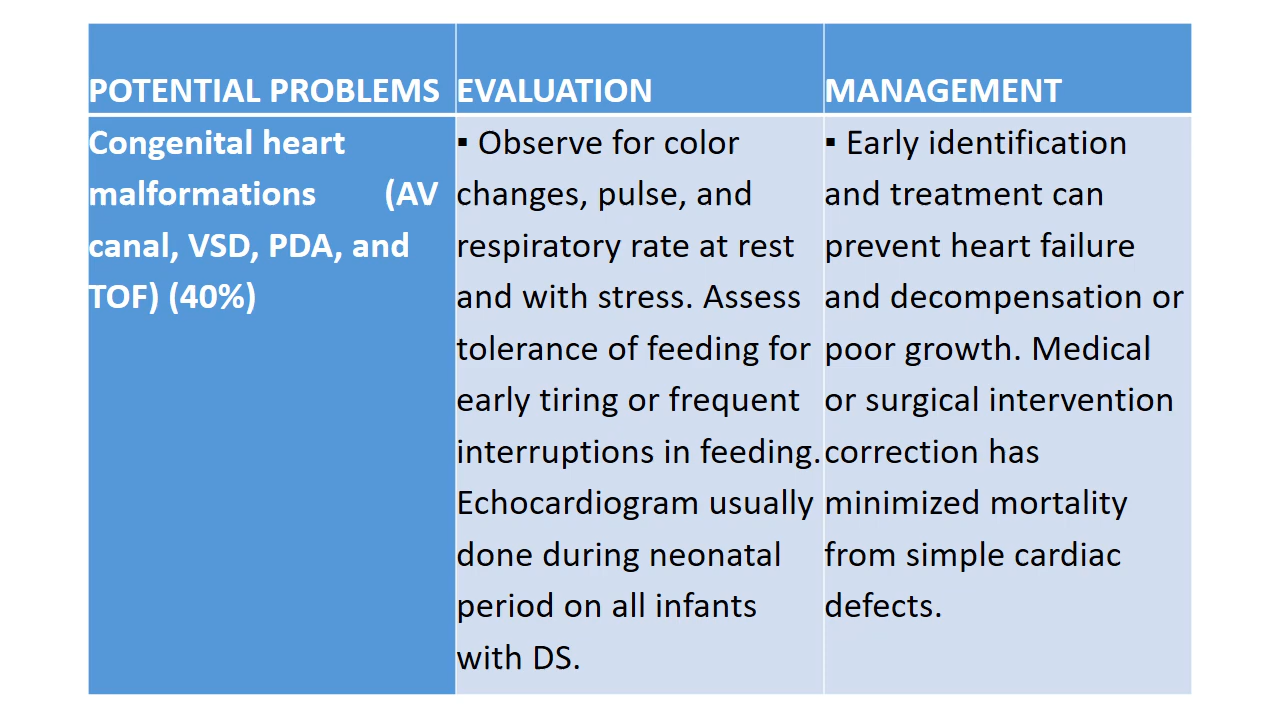 POTENTIAL PROBLEMS
EVALUATION
MANAGEMENT
Congenital heart
malformations (AV
canal, VSD, PDA, and
TOF) (40%)
▪ Observe for color
changes, pulse, and
respiratory rate at rest
and with stress. Assess
tolerance of feeding for
early tiring or frequent
interruptions in feeding.
Echocardiogram usually
done during neonatal
period on all infants
with DS.
▪ Early identification
and treatment can
prevent heart failure
and decompensation or
poor growth. Medical
or surgical intervention
correction has
minimized mortality
from simple cardiac
defects.